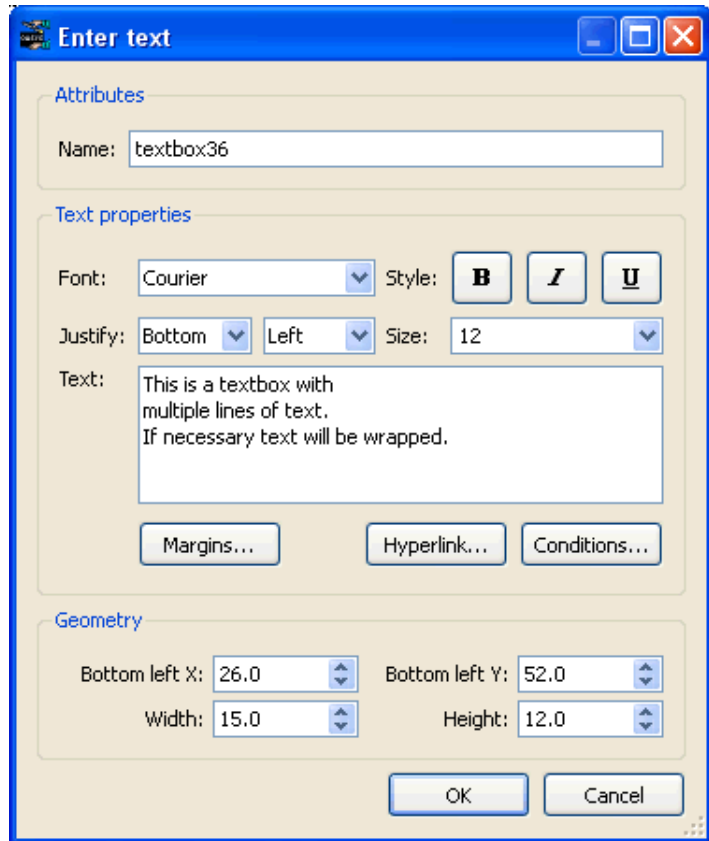 Enter text
Attributes
Name: textbox36
Text properties
Font: Courier Style: B I U
Justify: Bottom Left Size: 12
Text: This is a textbox with
multiple lines of text.
If necessary text will be wrapped.
Margins... Hyperlink... Conditions...
Geometry
Bottom left X: 26.0 Bottom left Y: 52.0
Width: 15.0 Height: 12.0
OK Cancel